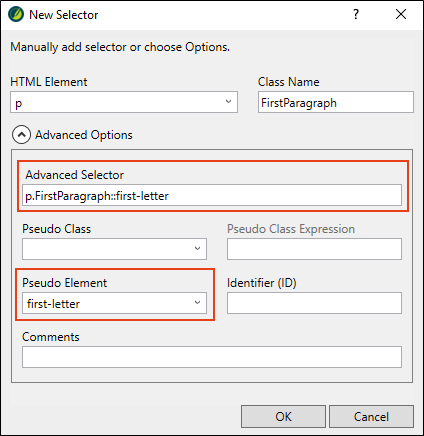 New Selector
?
Manually add selector or choose Options.
HTML Element
Class Name
p
FirstParagraph
Advanced Options
Advanced Selector
p.FirstParagraph::first-letter
Pseudo Class
Pseudo Class Expression
Pseudo Element
Identifier (ID)
first-letter
Comments
OK
Cancel